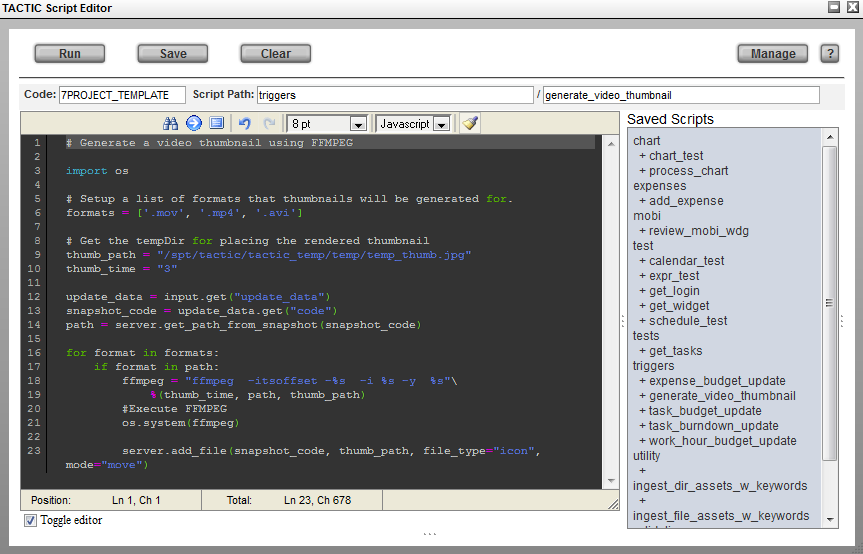 TACTIC Script Editor
Run Save Clear Manage ?
Code: 7PROJECT_TEMPLATE Script Path: triggers / generate_video_thumbnail
8 pt Javascript
1 # Generate a video thumbnail using FFMPEG
2
3 import os
4
5 # Setup a list of formats that thumbnails will be generated for.
6 formats = ['.mov', '.mp4', '.avi']
7
8 # Get the tempDir for placing the rendered thumbnail
9 thumb_path = "/spt/tactic/tactic_temp/temp/temp_thumb.jpg"
10 thumb_time = "3"
11
12 update_data = input.get("update_data")
13 snapshot_code = update_data.get("code")
14 path = server.get_path_from_snapshot(snapshot_code)
15
16 for format in formats:
17 if format in path:
18 ffmpeg = "ffmpeg  -itsoffset -%s  -i %s -y  %s"\
19 %(thumb_time, path, thumb_path)
20 #Execute FFMPEG
21 os.system(ffmpeg)
22
23 server.add_file(snapshot_code, thumb_path, file_type="icon",
mode="move")
Position: Ln 1, Ch 1 Total: Ln 23, Ch 678
Toggle editor
Saved Scripts
chart
+ chart_test
+ process_chart
expenses
+ add_expense
mobi
+ review_mobi_wdg
test
+ calendar_test
+ expr_test
+ get_login
+ get_widget
+ schedule_test
tests
+ get_tasks
triggers
+ expense_budget_update
+ generate_video_thumbnail
+ task_budget_update
+ task_burndown_update
+ work_hour_budget_update
utility
+
ingest_dir_assets_w_keywords
+
ingest_file_assets_w_keywords